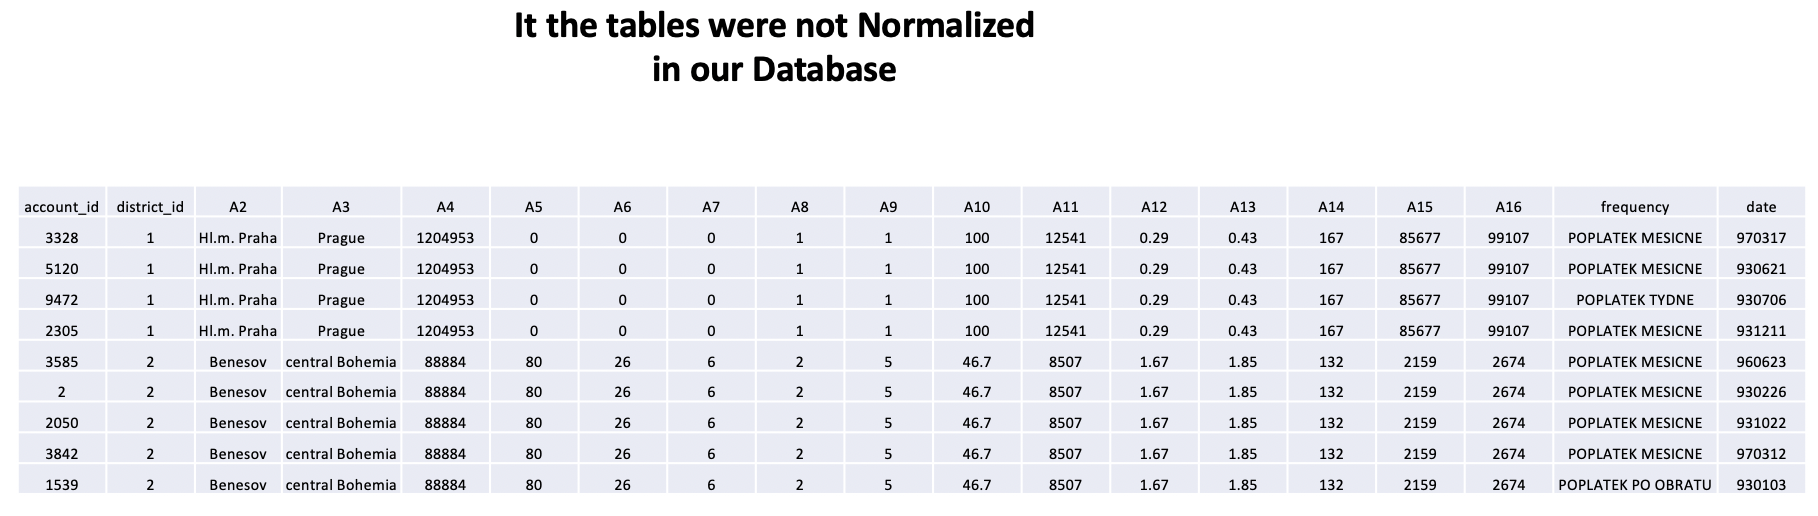 It the tables were not Normalized
in our Database
account_id district_id A2 A3 A4 A5 A6 A7 A8 A9 A10 A11 A12 A13 A14 A15 A16 frequency date
3328 1 Hl.m. Praha Prague 1204953 0 0 0 1 1 100 12541 0.29 0.43 167 85677 99107 POPLATEK MESICNE 970317
5120 1 Hl.m. Praha Prague 1204953 0 0 0 1 1 100 12541 0.29 0.43 167 85677 99107 POPLATEK MESICNE 930621
9472 1 Hl.m. Praha Prague 1204953 0 0 0 1 1 100 12541 0.29 0.43 167 85677 99107 POPLATEK TYDNE 930706
2305 1 Hl.m. Praha Prague 1204953 0 0 0 1 1 100 12541 0.29 0.43 167 85677 99107 POPLATEK MESICNE 931211
3585 2 Benesov central Bohemia 88884 80 26 6 2 5 46.7 8507 1.67 1.85 132 2159 2674 POPLATEK MESICNE 960623
2 2 Benesov central Bohemia 88884 80 26 6 2 5 46.7 8507 1.67 1.85 132 2159 2674 POPLATEK MESICNE 930226
2050 2 Benesov central Bohemia 88884 80 26 6 2 5 46.7 8507 1.67 1.85 132 2159 2674 POPLATEK MESICNE 931022
3842 2 Benesov central Bohemia 88884 80 26 6 2 5 46.7 8507 1.67 1.85 132 2159 2674 POPLATEK MESICNE 970312
1539 2 Benesov central Bohemia 88884 80 26 6 2 5 46.7 8507 1.67 1.85 132 2159 2674 POPLATEK PO OBRATU 930103